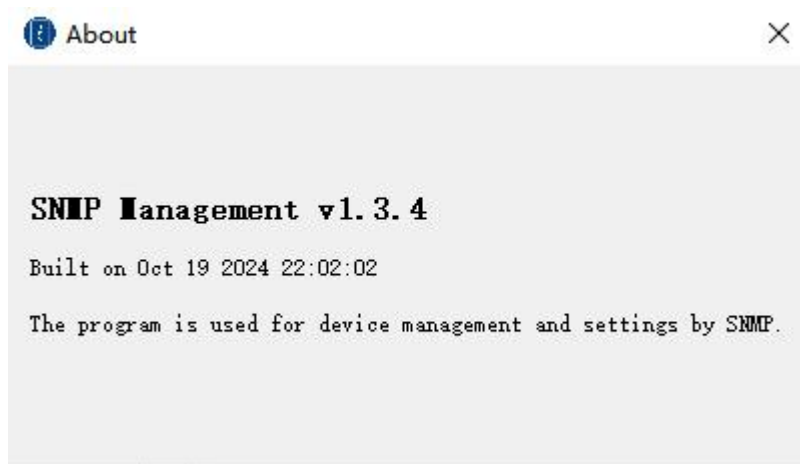 About
SNMP Management v1.3.4
Built on Oct 19 2024 22:02:02
The program is used for device management and settings by SNMP.